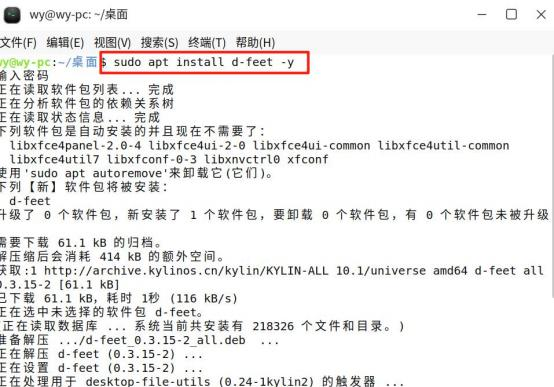 wy@wy-pc: ~/桌面
文件(F) 编辑(E) 视图(V) 搜索(S) 终端(T) 帮助(H)
wy@wy-pc:~/桌面$ sudo apt install d-feet -y
输入密码
正在读取软件包列表... 完成
正在分析软件包的依赖关系树
正在读取状态信息... 完成
下列软件包是自动安装的并且现在不需要了：
libxfce4panel-2.0-4 libxfce4ui-2-0 libxfce4ui-common libxfce4util-common
libxfce4util7 libxfconf-0-3 libxnvctrl0 xfconf
使用'sudo apt autoremove'来卸载它(它们)。
下列【新】软件包将被安装：
d-feet
升级了 0 个软件包，新安装了 1 个软件包，要卸载 0 个软件包，有 0 个软件包未被升级
需要下载 61.1 kB 的归档。
解压缩后会消耗 414 kB 的额外空间。
获取:1 http://archive.kylinos.cn/kylin/KYLIN-ALL 10.1/universe amd64 d-feet all
0.3.15-2 [61.1 kB]
已下载 61.1 kB，耗时 1秒 (116 kB/s)
正在选中未选择的软件包 d-feet。
(正在读取数据库 ... 系统当前共安装有 218326 个文件和目录。)
准备解压 .../d-feet_0.3.15-2_all.deb ...
正在解压 d-feet (0.3.15-2) ...
正在设置 d-feet (0.3.15-2) ...
正在处理用于 desktop-file-utils (0.24-1kylin2) 的触发器 ...